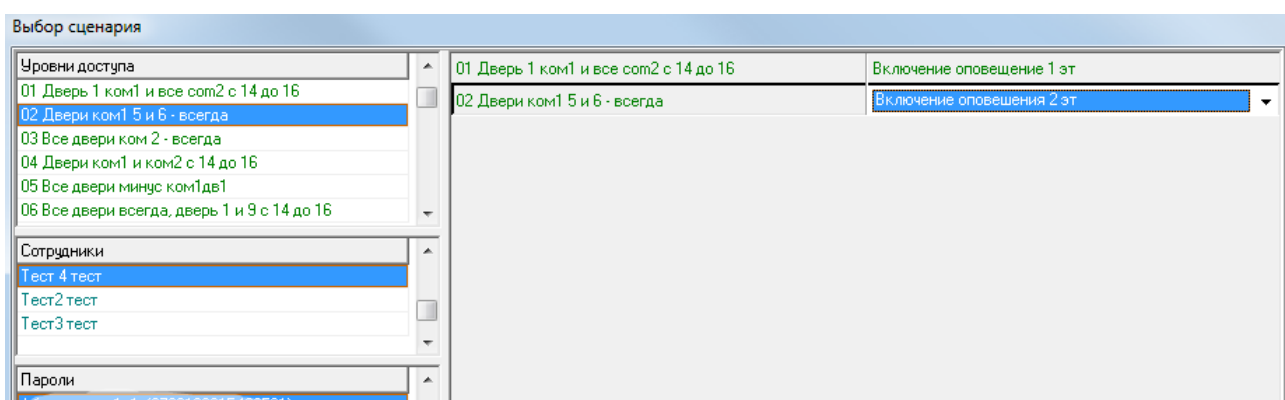 Выбор сценария
Уровни доступа
01 Дверь 1 ком1 и все com2 с 14 до 16
02 Двери ком1 5 и 6 - всегда
03 Все двери ком 2 - всегда
04 Двери ком1 и ком2 с 14 до 16
05 Все двери минус ком1дв1
06 Все двери всегда, дверь 1 и 9 с 14 до 16
Сотрудники
Тест 4 тест
Тест2 тест
Тест3 тест
Пароли
01 Дверь 1 ком1 и все com2 с 14 до 16 Включение оповещение 1 эт
02 Двери ком1 5 и 6 - всегда Включение оповешения 2 эт